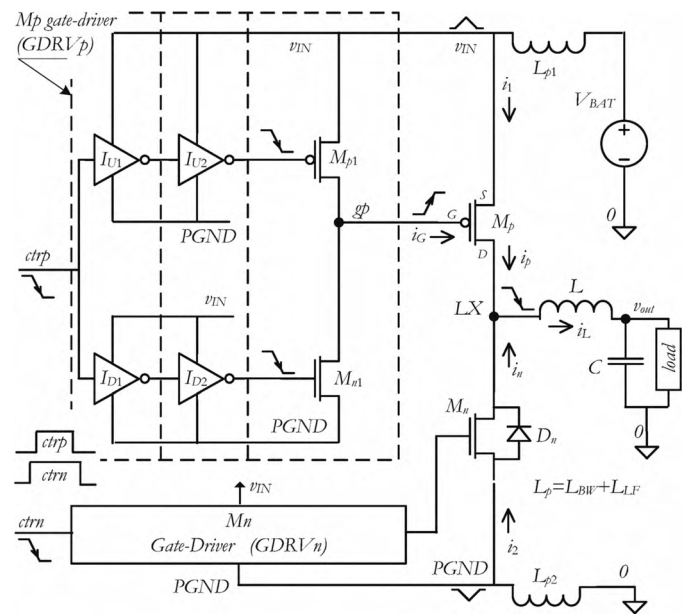 Mp gate-driver
(GDRVp)
vIN
vIN
Lp1
i1
VBAT
IU1
IU2
Mp1
+
−
S
gp
G
Mp
PGND
iG
0
D
ip
ctrp
L
vIN
LX
vout
iL
load
ID1
ID2
Mn1
in
C
Mn
Dn
PGND
0
ctrp
ctrn
vIN
Lp=LBW+LLF
ctrn
Mn
Gate-Driver (GDRVn)
i2
PGND
PGND
Lp2
0